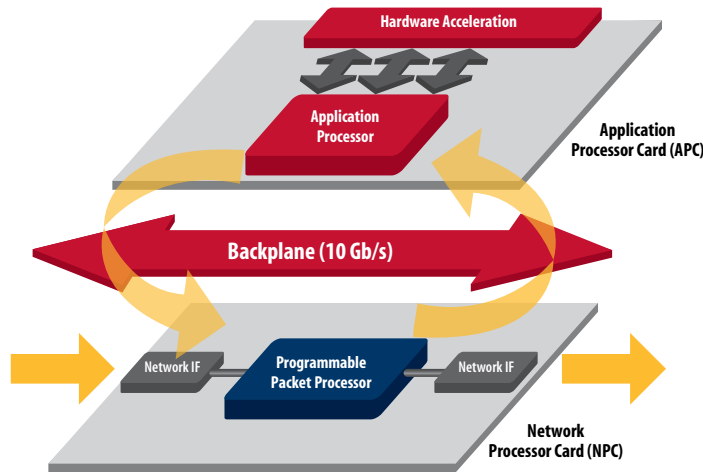 Hardware Acceleration
Application
Processor
Application
Processor Card (APC)
Backplane (10 Gb/s)
Network IF
Programmable
Packet Processor
Network IF
Network
Processor Card (NPC)